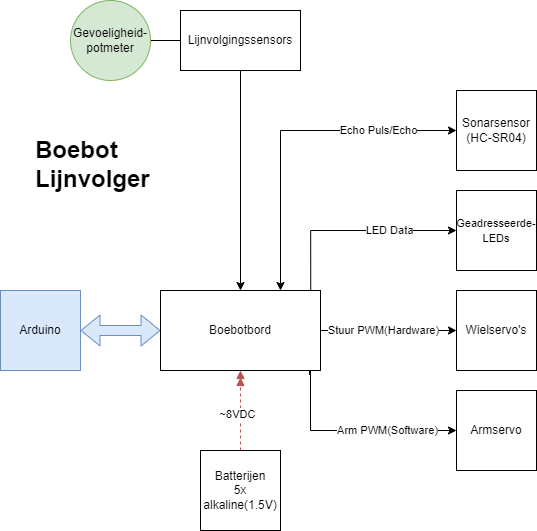 Gevoeligheid-
potmeter
Lijnvolgingssensors
Echo Puls/Echo
Sonarsensor
(HC-SR04)
Boebot
Lijnvolger
LED Data
Geadresseerde-
LEDs
Arduino
Boebotbord
Stuur PWM(Hardware)
Wielservo's
~8VDC
Arm PWM(Software)
Armservo
Batterijen
5x
alkaline(1.5V)